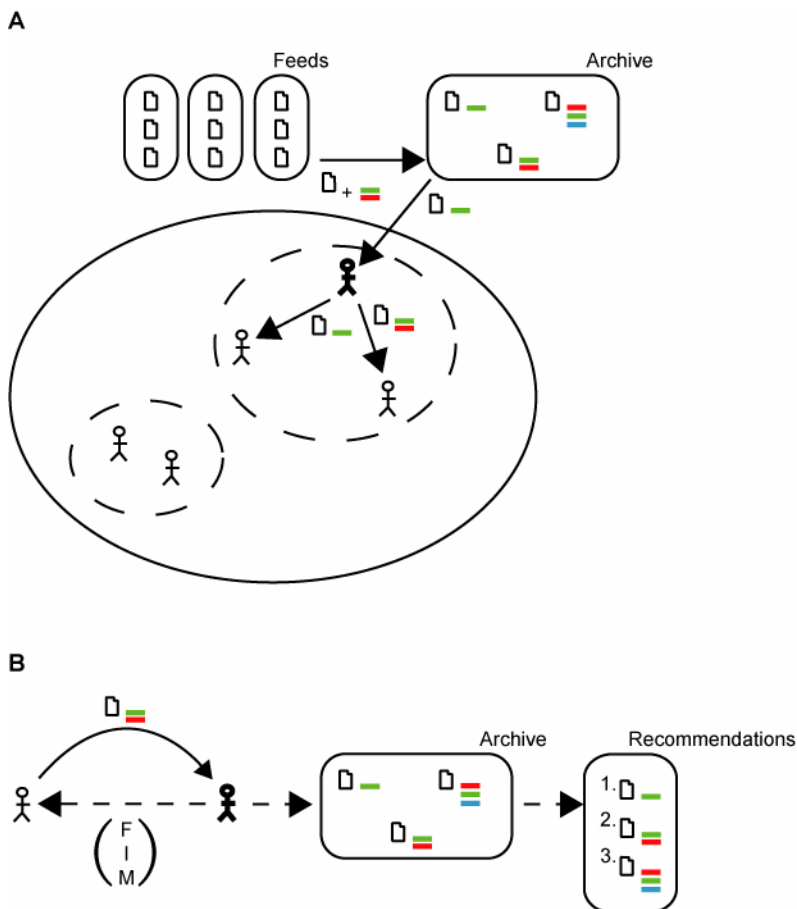 A
Feeds
Archive
+
B
Archive
Recommendations
1.
2.
3.
F
I
M